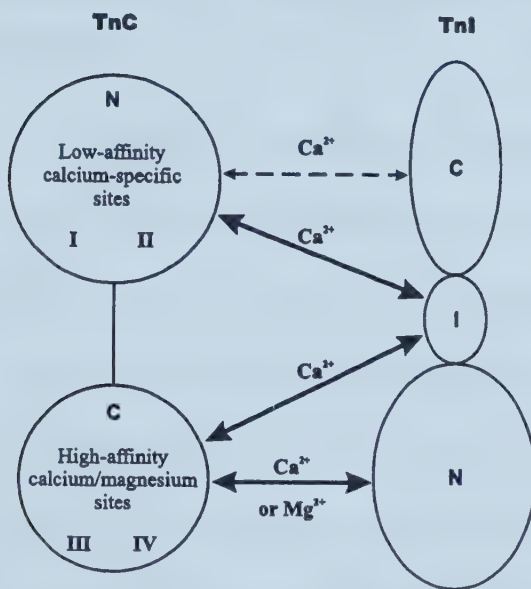 TnC
TnI
N
Low-affinity
calcium-specific
sites
I II
Ca²⁺
C
Ca²⁺
I
Ca²⁺
C
High-affinity
calcium/magnesium
sites
III IV
Ca²⁺
or Mg²⁺
N